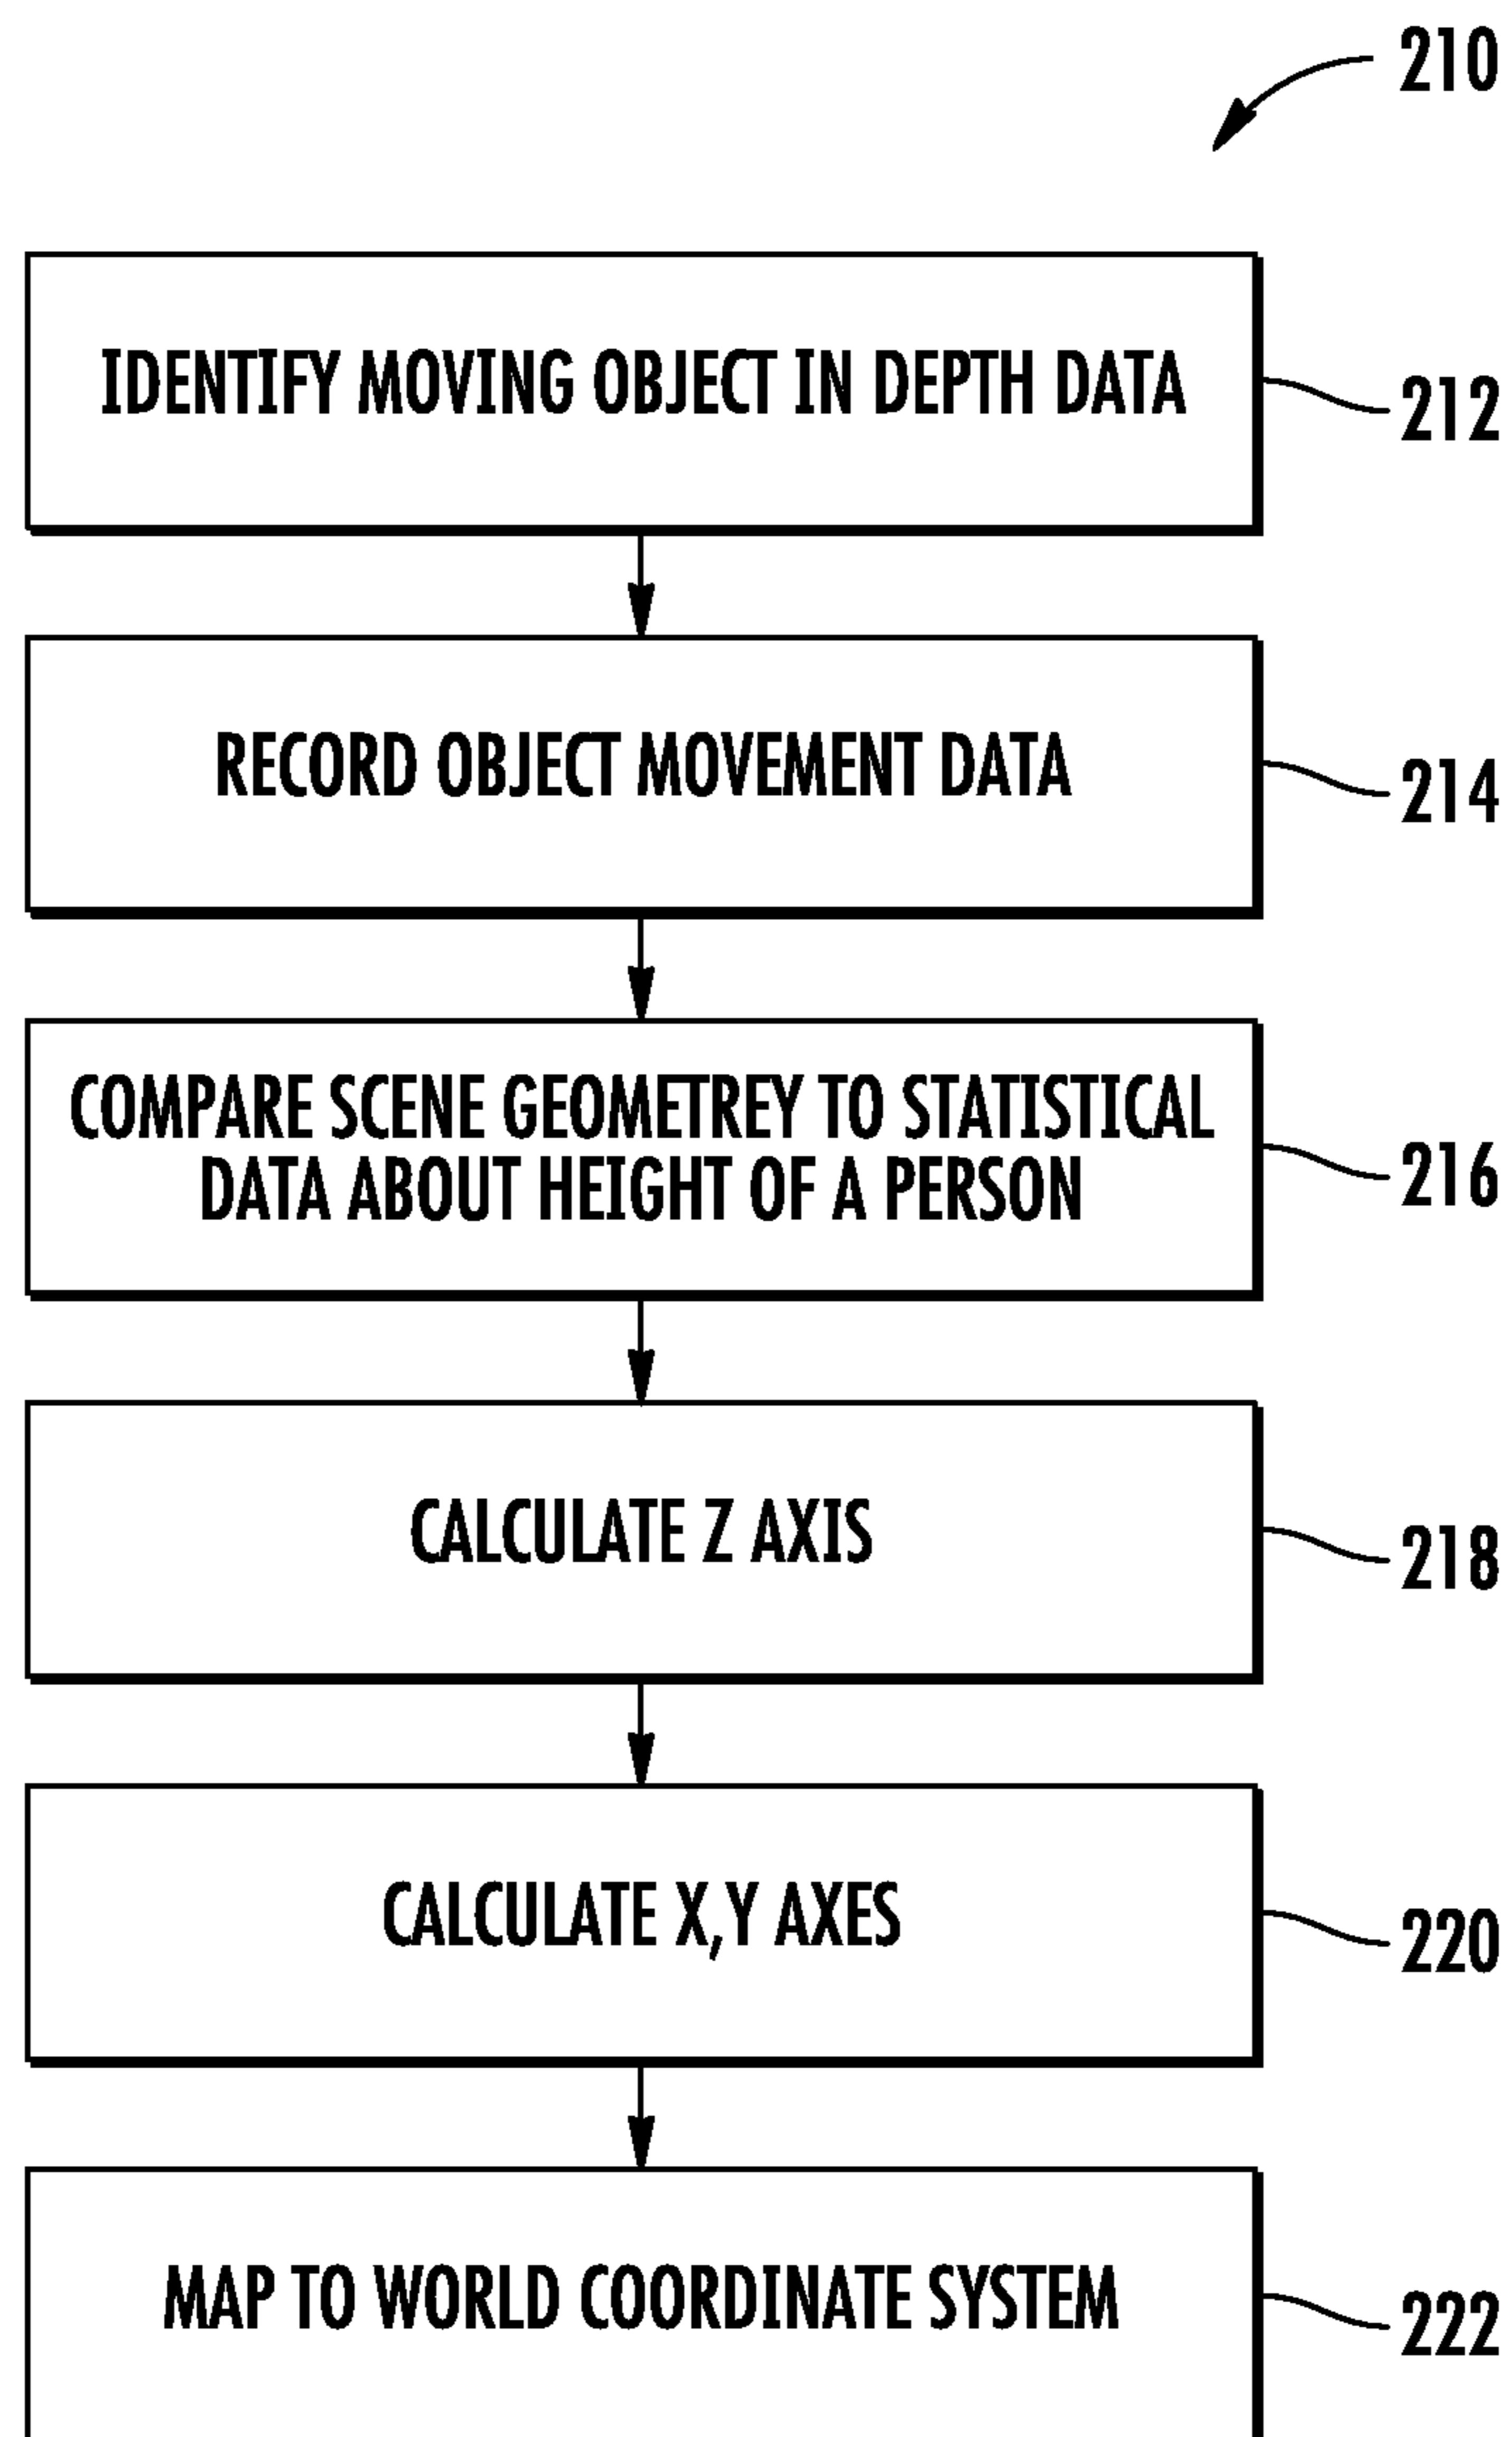 210
IDENTIFY MOVING OBJECT IN DEPTH DATA
212
RECORD OBJECT MOVEMENT DATA
214
COMPARE SCENE GEOMETREY TO STATISTICAL
DATA ABOUT HEIGHT OF A PERSON
216
CALCULATE Z AXIS
218
CALCULATE X,Y AXES
220
MAP TO WORLD COORDINATE SYSTEM
222